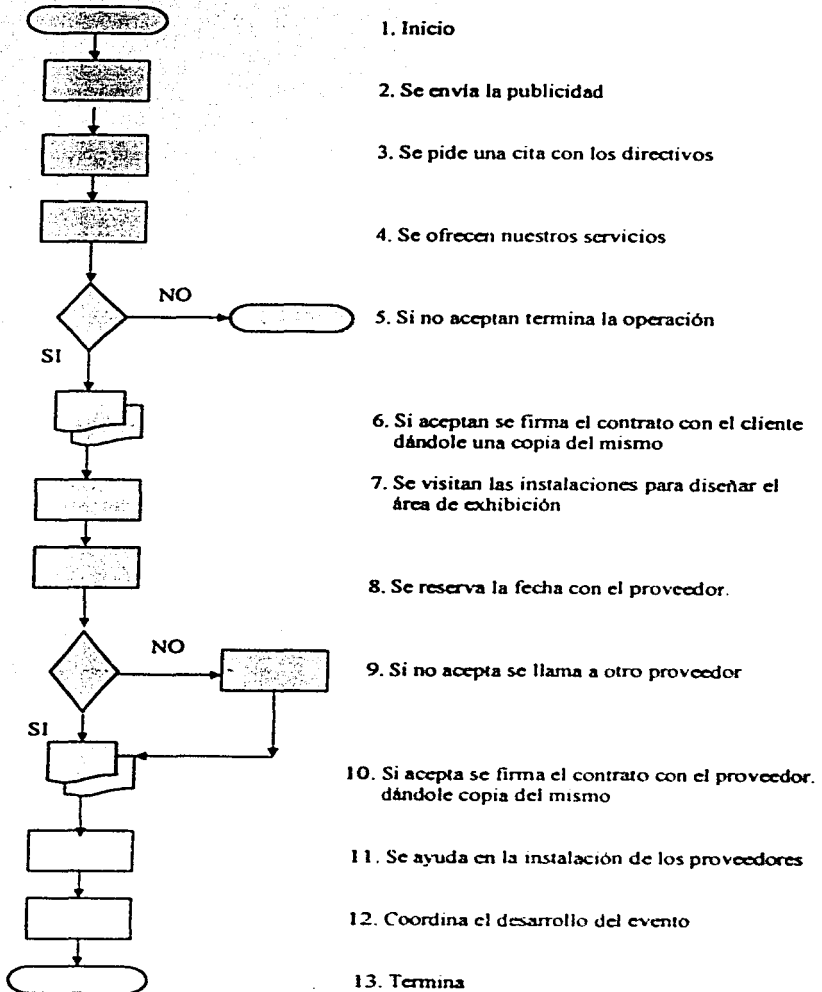 1. Inicio
2. Se envía la publicidad
3. Se pide una cita con los directivos
4. Se ofrecen nuestros servicios
NO
5. Si no aceptan termina la operación
SI
6. Si aceptan se firma el contrato con el cliente
dándole una copia del mismo
7. Se visitan las instalaciones para diseñar el
área de exhibición
8. Se reserva la fecha con el proveedor.
NO
9. Si no acepta se llama a otro proveedor
SI
10. Si acepta se firma el contrato con el proveedor.
dándole copia del mismo
11. Se ayuda en la instalación de los proveedores
12. Coordina el desarrollo del evento
13. Termina